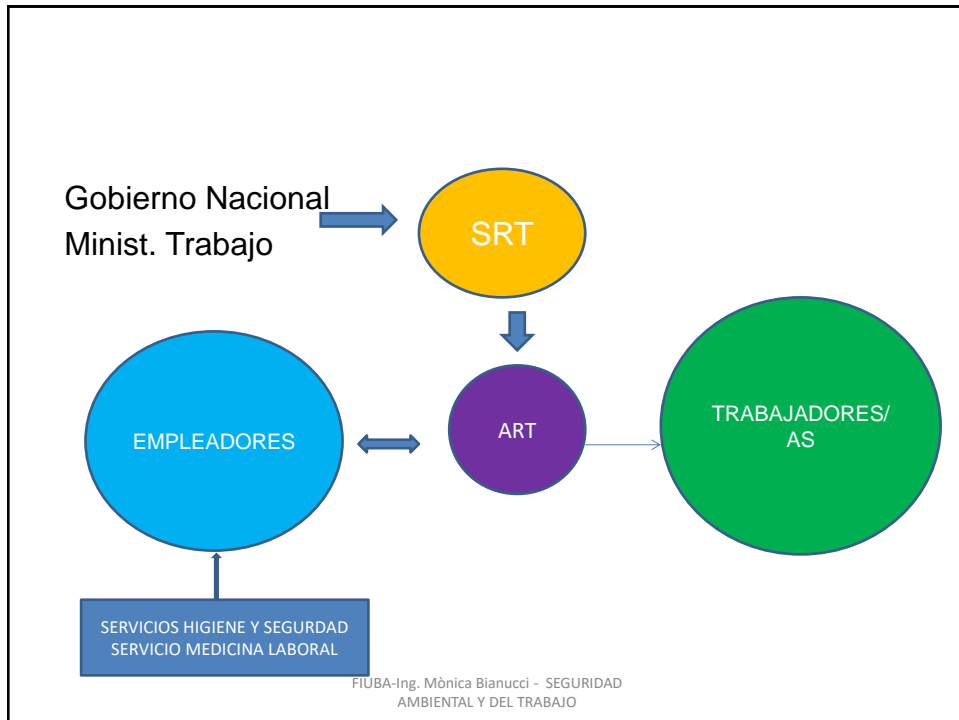 Gobierno Nacional
Minist. Trabajo
SRT
EMPLEADORES
ART
TRABAJADORES/
AS
SERVICIOS HIGIENE Y SEGURDAD
SERVICIO MEDICINA LABORAL
FIUBA-Ing. Mònica Bianucci - SEGURIDAD
AMBIENTAL Y DEL TRABAJO